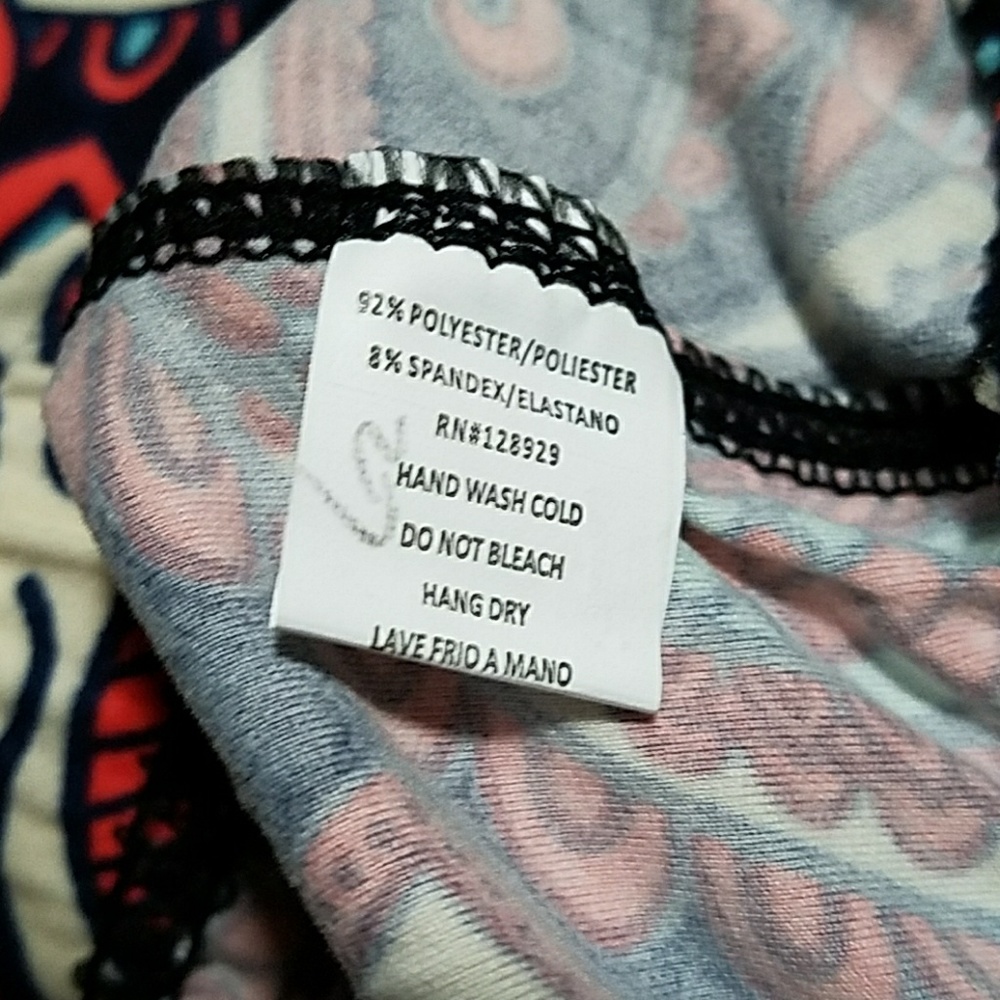 92% POLYESTER/POLIESTER
8% SPANDEX/ELASTANO
RN#128929
HAND WASH COLD
DO NOT BLEACH
HANG DRY
LAVE FRIO A MANO